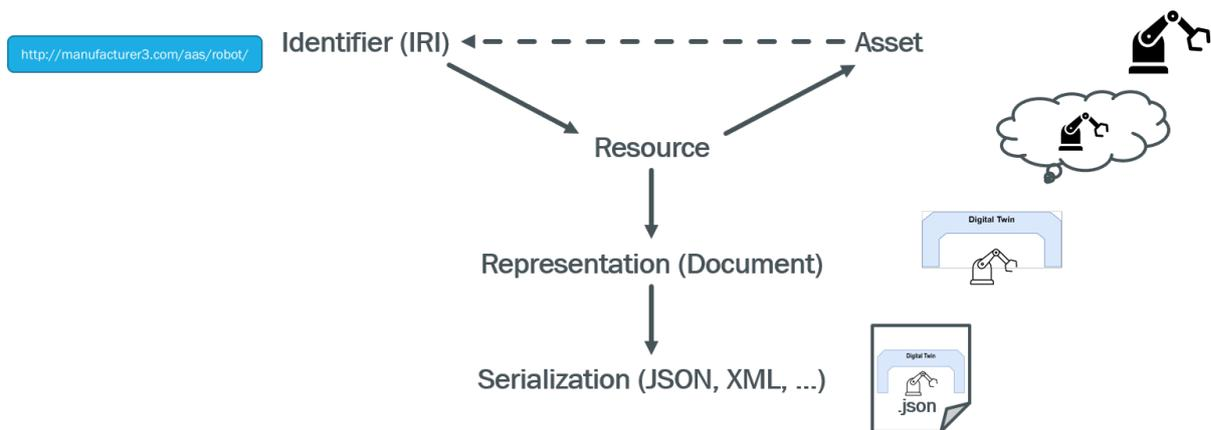 http://manufacturer3.com/aas/robot/
Identifier (IRI)
Asset
Resource
Digital Twin
Representation (Document)
Digital Twin
Serialization (JSON, XML, ...)
.json